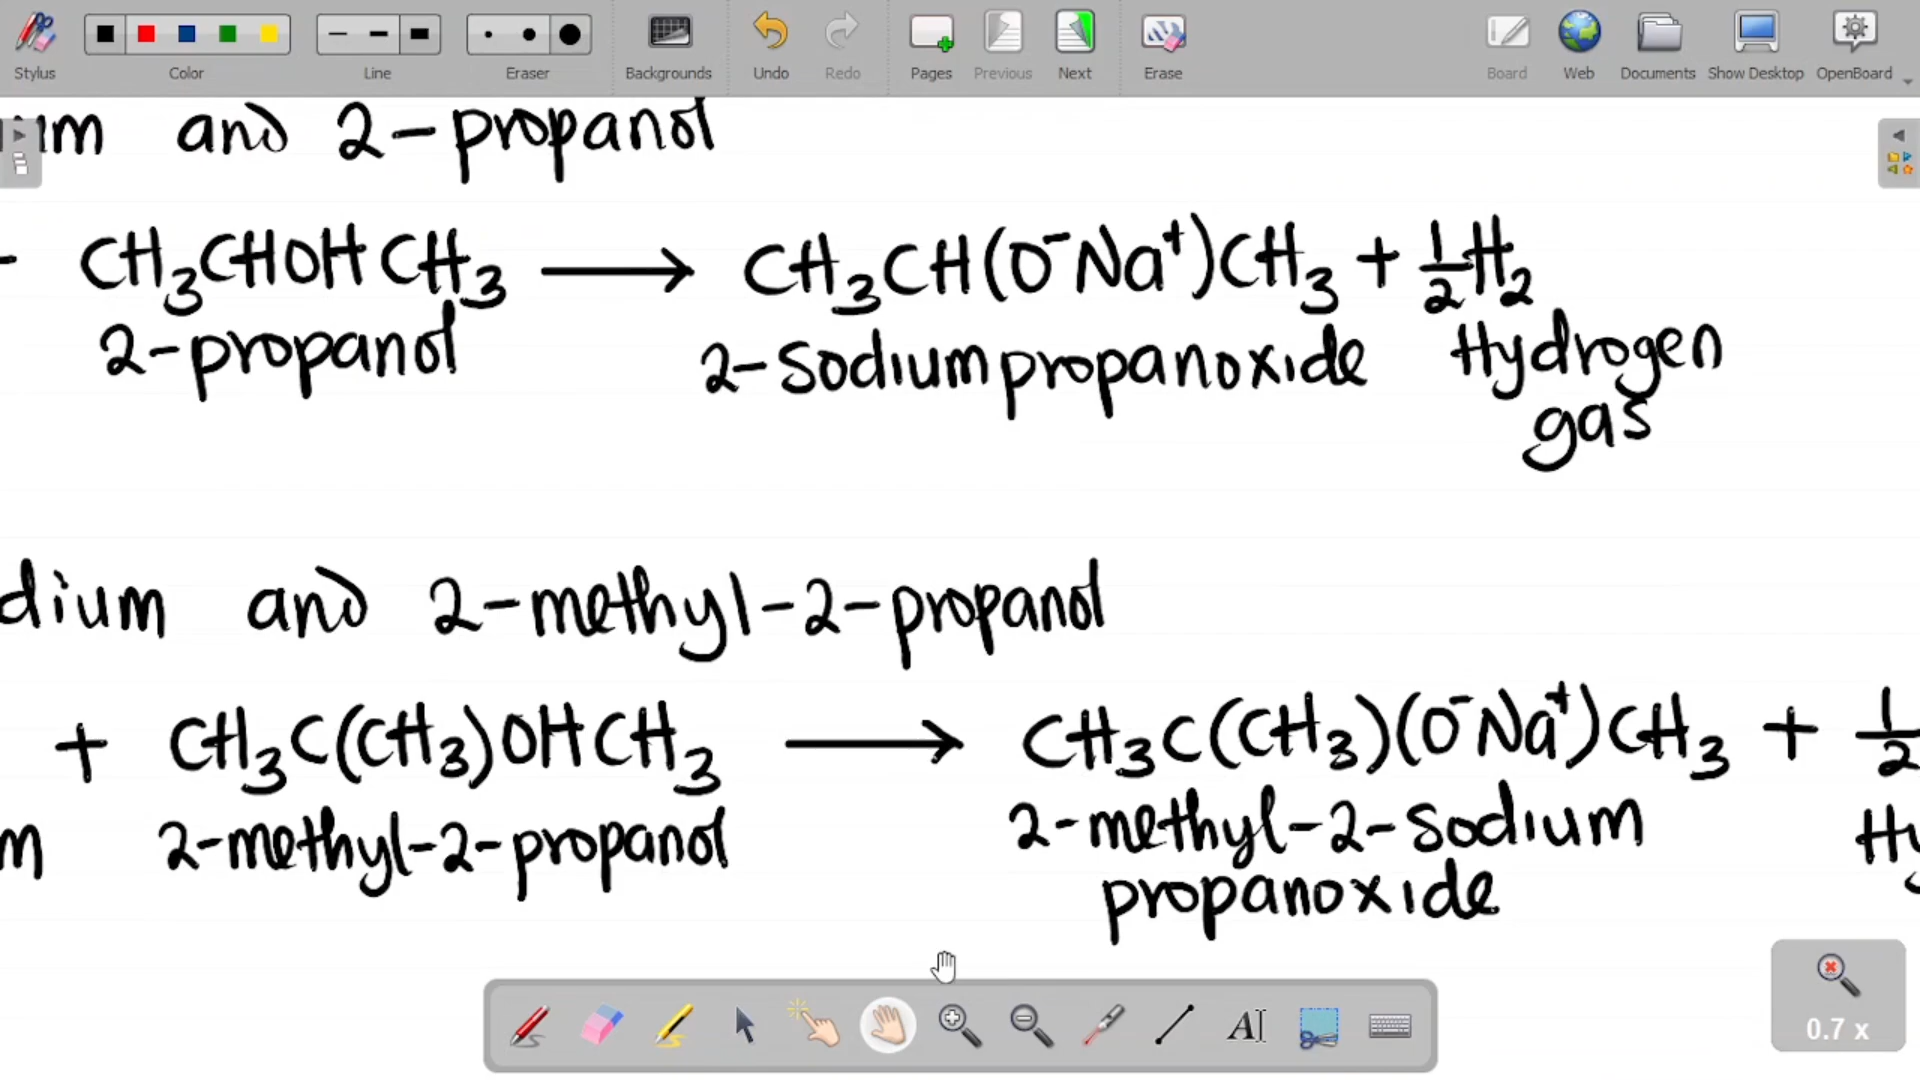 Stylus Color Line Eraser Backgrounds Undo Redo Pages Previous Next Erase Board Web Documents Show Desktop OpenBoard
um and 2-propanol
CH₃CHOHCH₃ ⟶ CH₃CH(O⁻Na⁺)CH₃ + ½H₂
2-propanol 2-Sodiumpropanoxide Hydrogen
gas
dium and 2-methyl-2-propanol
+ CH₃C(CH₃)OHCH₃ ⟶ CH₃C(CH₃)(O⁻Na⁺)CH₃ + ½
m 2-methyl-2-propanol 2-methyl-2-Sodium Hy
propanoxide
0.7 x